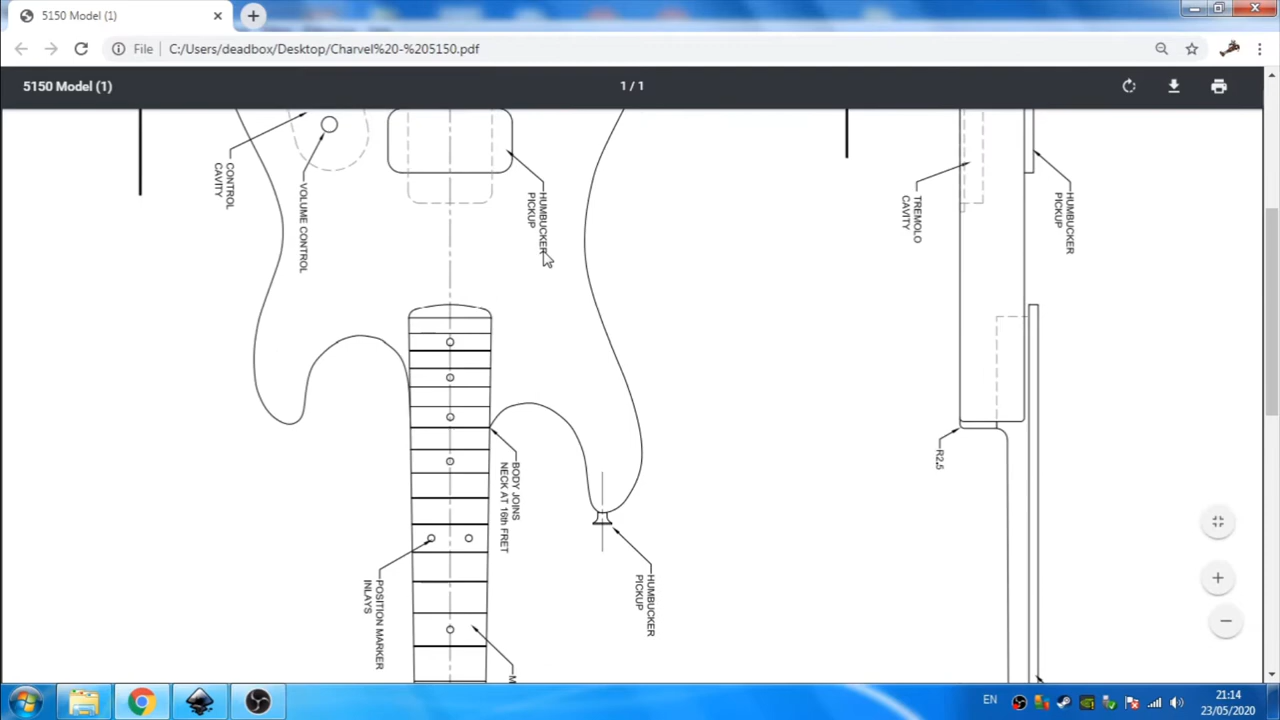 5150 Model (1)
File
C:/Users/deadbox/Desktop/Charvel%20-%205150.pdf
5150 Model (1)
1 / 1
CONTROL
CAVITY
VOLUME CONTROL
HUMBUCKER
PICKUP
TREMOLO
CAVITY
HUMBUCKER
PICKUP
R2,5
BODY JOINS
NECK AT 16th FRET
HUMBUCKER
PICKUP
POSITION MARKER
INLAYS
M
EN
21:14
23/05/2020